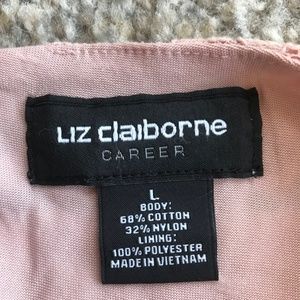 LIZ claiborne
CAREER
L
BODY:
68% COTTON
32% NYLON
LINING:
100% POLYESTER
MADE IN VIETNAM